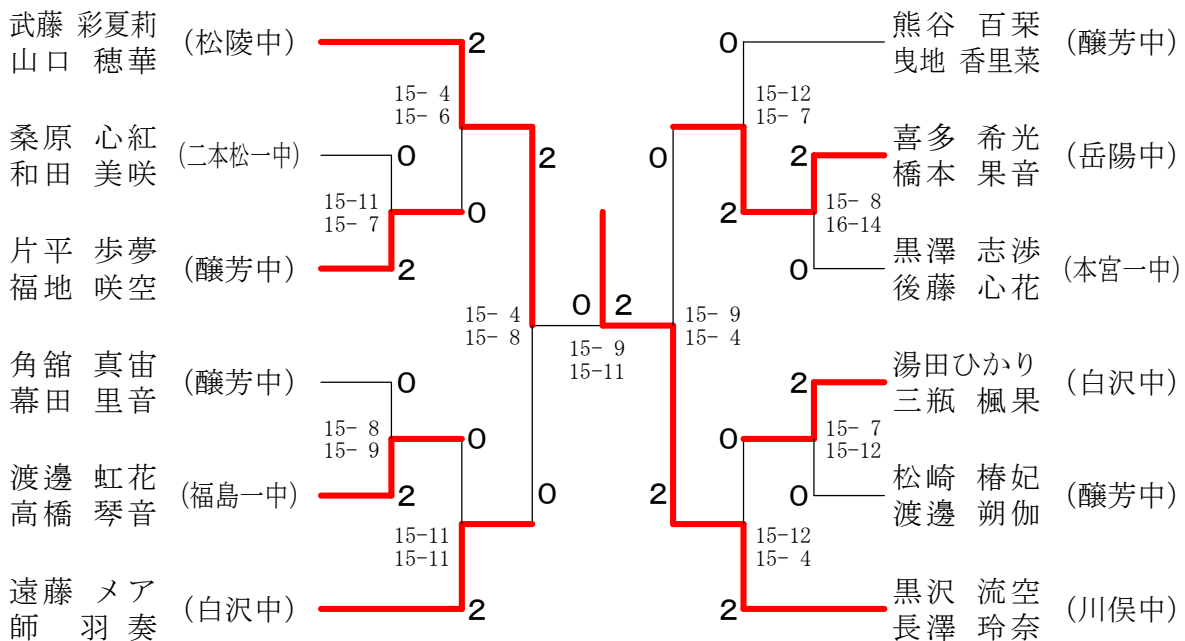 武藤 彩夏莉
山口 穂華
(松陵中)
2
15- 4
15- 6
桑原 心紅
和田 美咲
(二本松一中)
0
2
15-11
15- 7
0
片平 歩夢
福地 咲空
(醸芳中)
2
15- 4
15- 8
角舘 真宙
幕田 里音
(醸芳中)
0
15- 8
15- 9
0
渡邊 虹花
高橋 琴音
(福島一中)
2
0
15-11
15-11
遠藤 メア
師 羽奏
(白沢中)
2
0 2
15- 9
15-11
0
熊谷 百栞
曳地 香里菜
(醸芳中)
15-12
15- 7
0
2
喜多 希光
橋本 果音
(岳陽中)
2
15- 8
16-14
0
黒澤 志渉
後藤 心花
(本宮一中)
15- 9
15- 4
2
湯田ひかり
三瓶 楓果
(白沢中)
0
15- 7
15-12
2
0
松崎 椿妃
渡邊 朔伽
(醸芳中)
15-12
15- 4
2
黒沢 流空
長澤 玲奈
(川俣中)